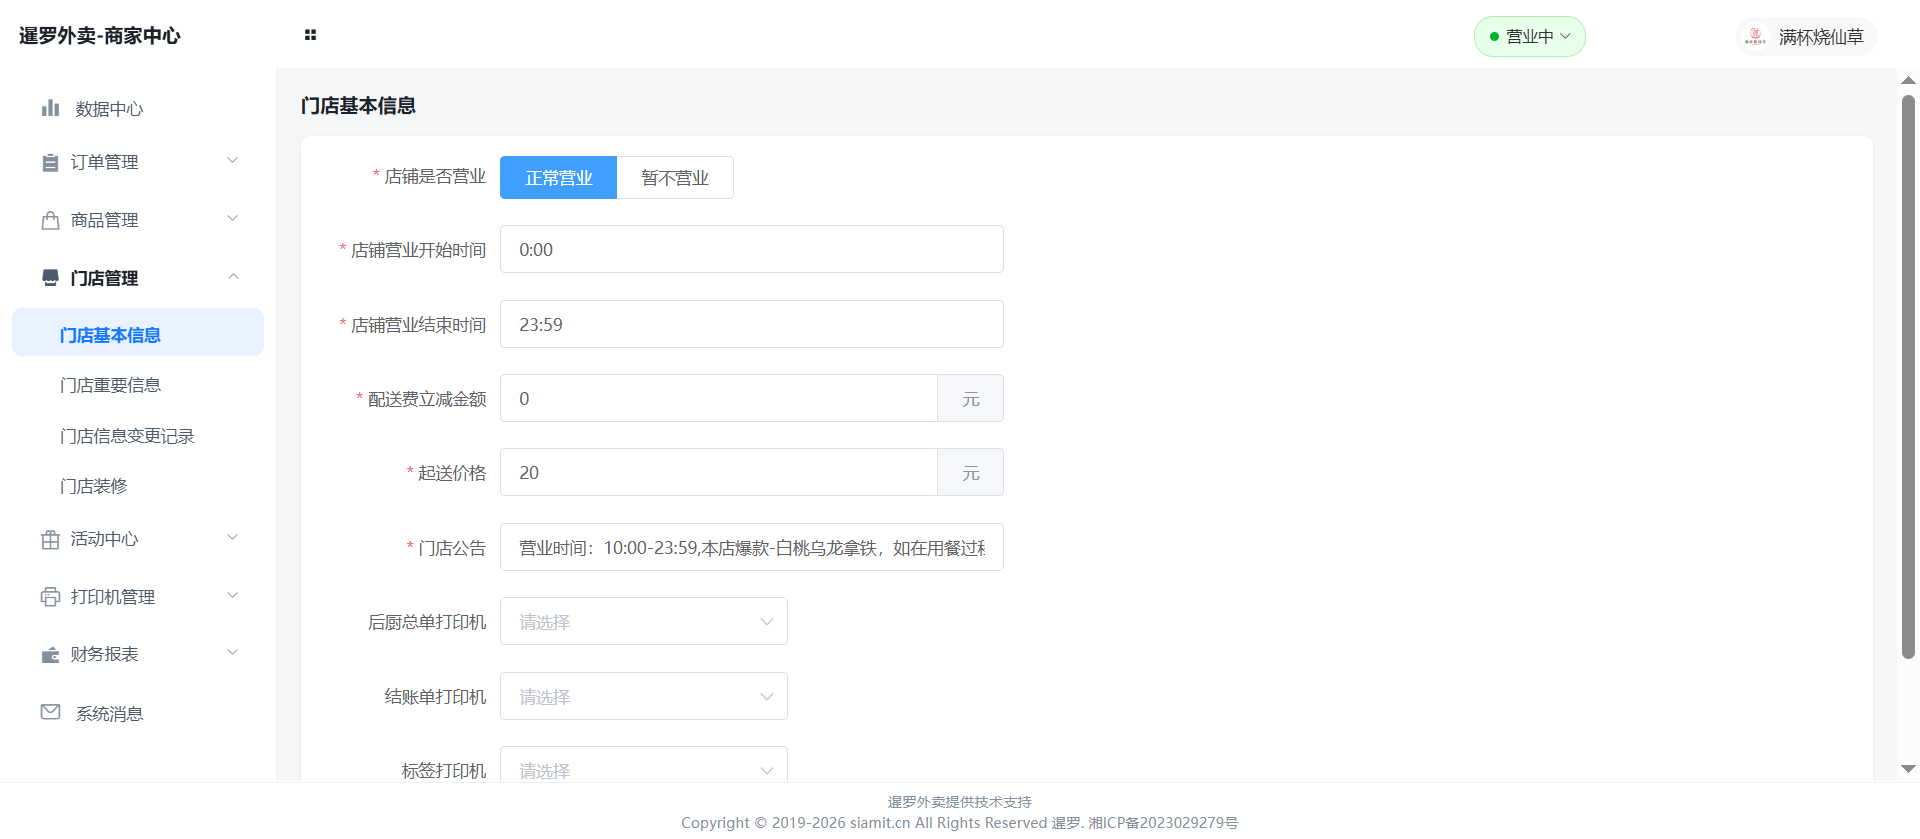 暹罗外卖-商家中心
营业中
满杯烧仙草
数据中心
订单管理
商品管理
门店管理
门店基本信息
门店重要信息
门店信息变更记录
门店装修
活动中心
打印机管理
财务报表
系统消息
门店基本信息
* 店铺是否营业 正常营业 暂不营业
* 店铺营业开始时间 0:00
* 店铺营业结束时间 23:59
* 配送费立减金额 0 元
* 起送价格 20 元
* 门店公告 营业时间：10:00-23:59,本店爆款-白桃乌龙拿铁，如在用餐过
后厨总单打印机 请选择
结账单打印机 请选择
标签打印机 请选择
暹罗外卖提供技术支持
Copyright © 2019-2026 siamit.cn All Rights Reserved 暹罗. 湘ICP备2023029279号